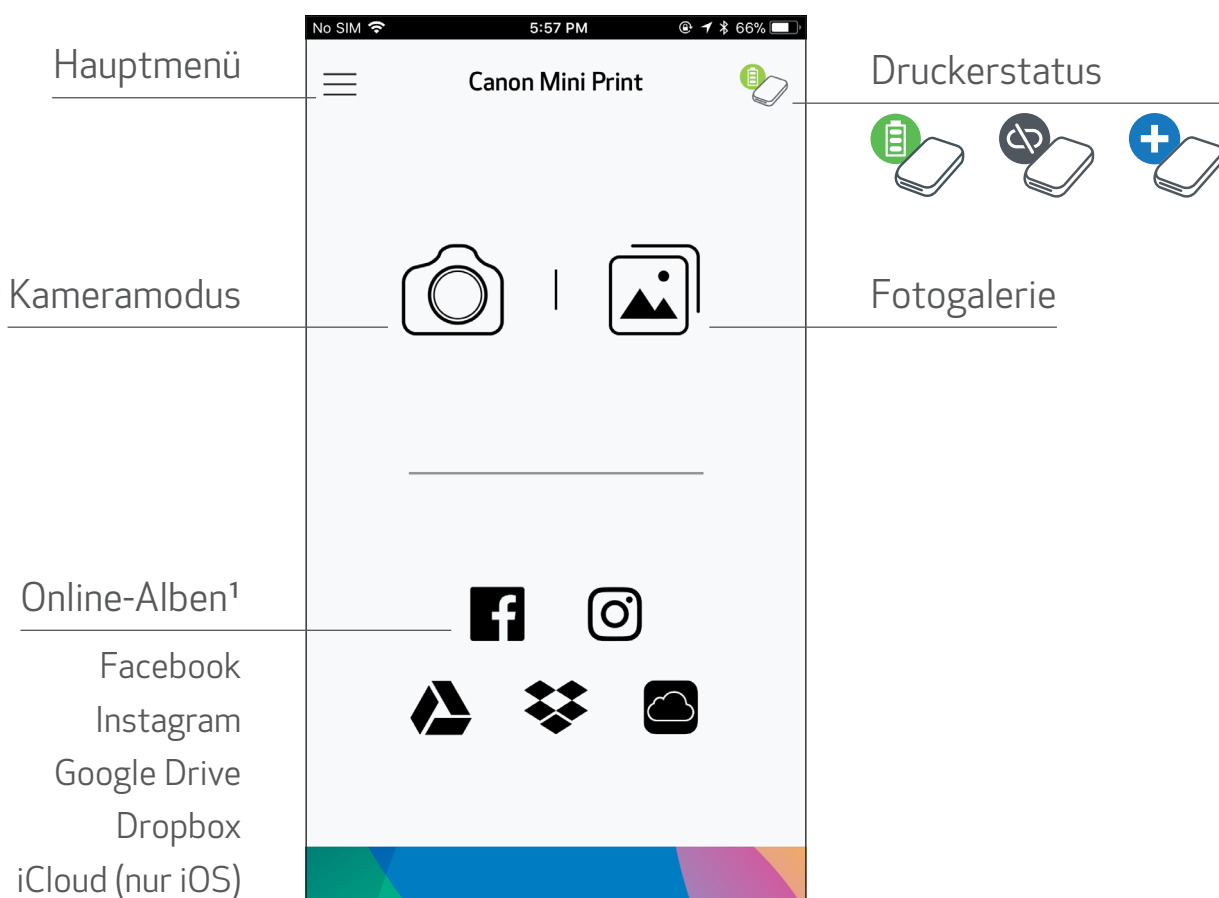 No SIM 5:57 PM 66%
Hauptmenü
Canon Mini Print
Druckerstatus
Kameramodus
Fotogalerie
Online-Alben¹
Facebook
Instagram
Google Drive
Dropbox
iCloud (nur iOS)